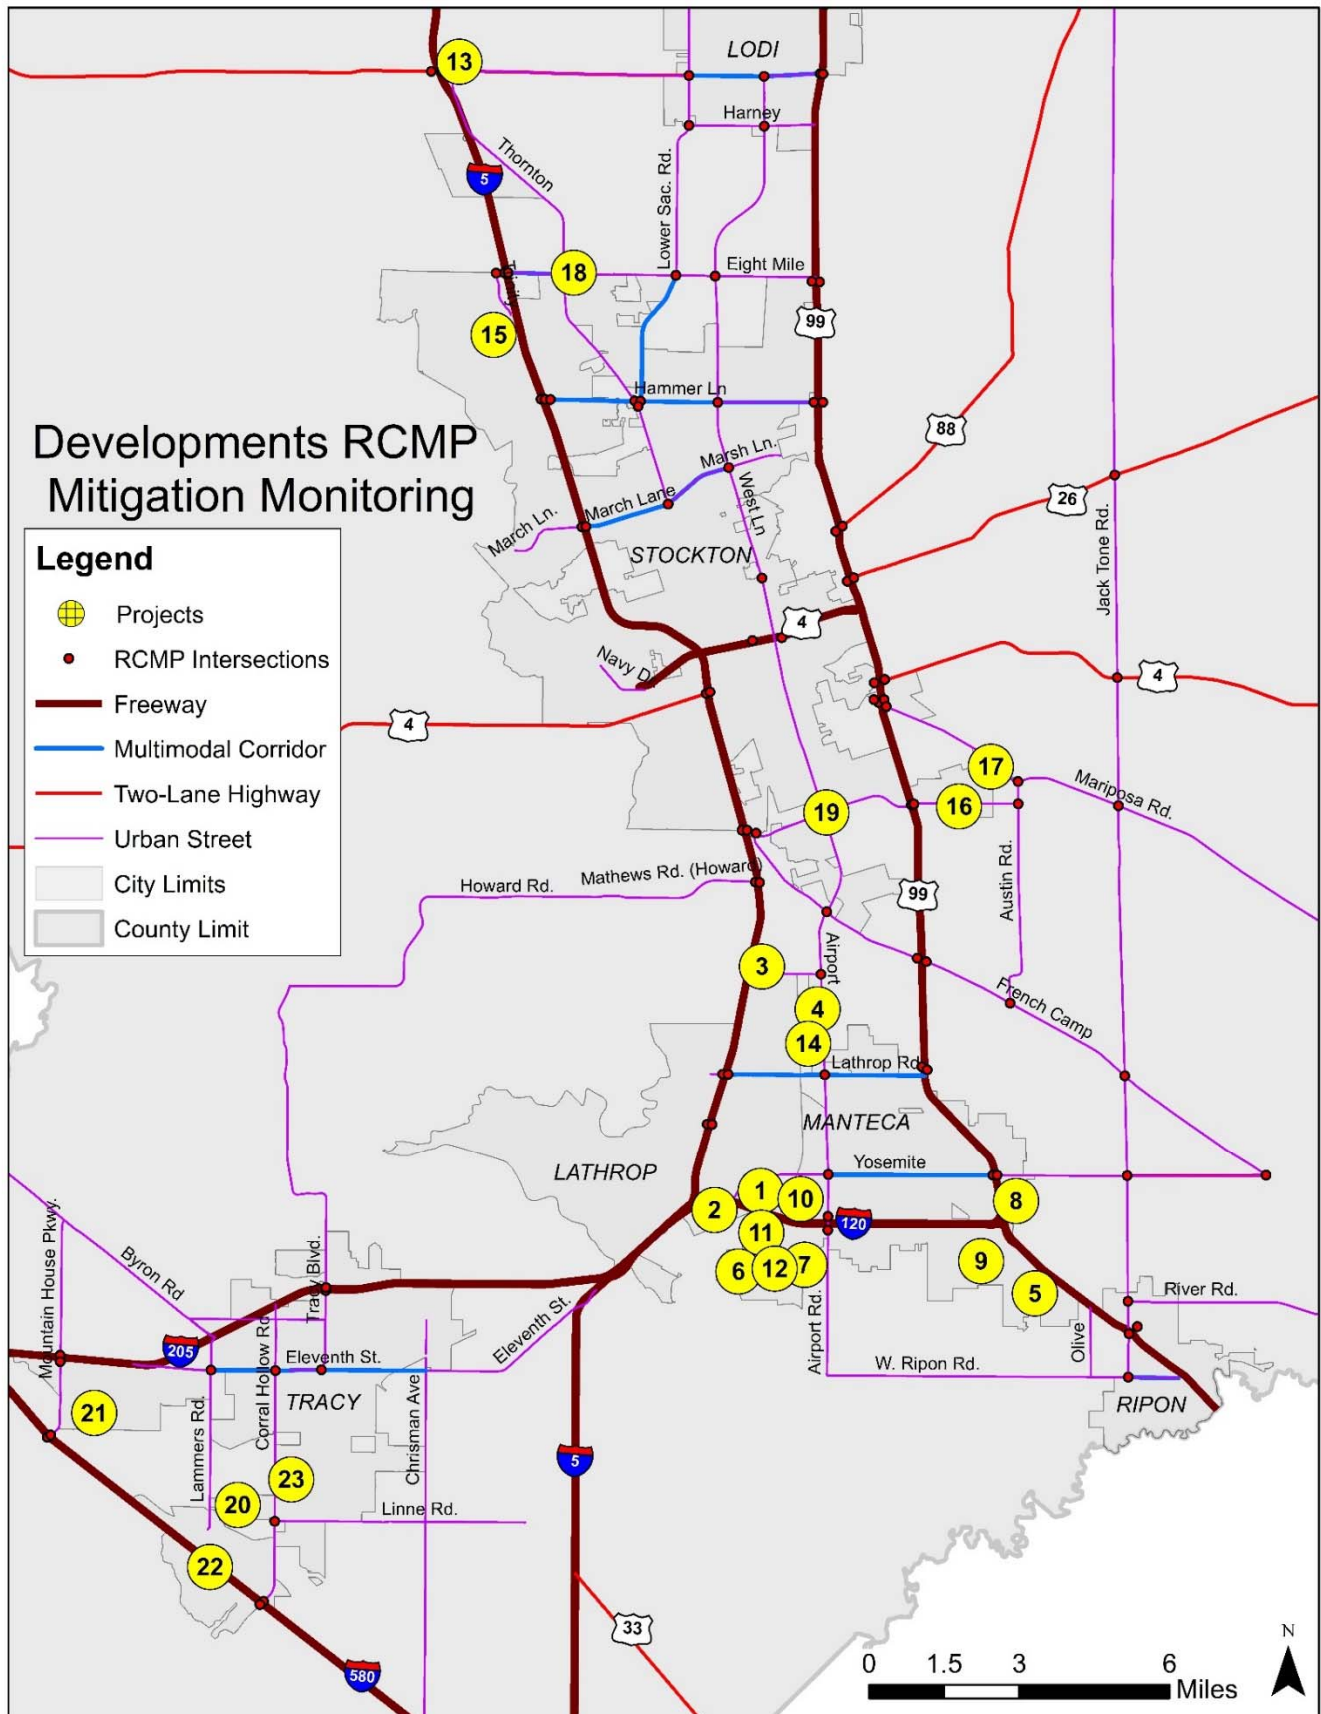 LODI
13
Harney
Thornton
5
Lower Sac. Rd.
18
Eight Mile
15
99
Hammer Ln
88
Developments RCMP
Mitigation Monitoring
Marsh Ln.
March Lane
March Ln.
West Ln
26
Jack Tone Rd.
STOCKTON
Legend
Projects
RCMP Intersections
Freeway
Multimodal Corridor
Two-Lane Highway
Urban Street
City Limits
County Limit
4
Navy D
4
4
17
16
Mariposa Rd.
19
Austin Rd.
Mathews Rd. (Howard)
Howard Rd.
99
Airport
3
4
14
French Camp
Lathrop Rd
MANTECA
LATHROP
Yosemite
1
10
2
8
120
11
6
12
7
9
5
Mountain House Pkwy.
Byron Rd
Tracy Blvd.
Airport Rd.
River Rd.
Olive
Eleventh St.
205
Eleventh St.
W. Ripon Rd.
Corral Hollow Rd
TRACY
RIPON
21
Lammers Rd.
Chrisman Ave
5
23
20
Linne Rd.
22
33
580
0 1.5 3 6
Miles
N